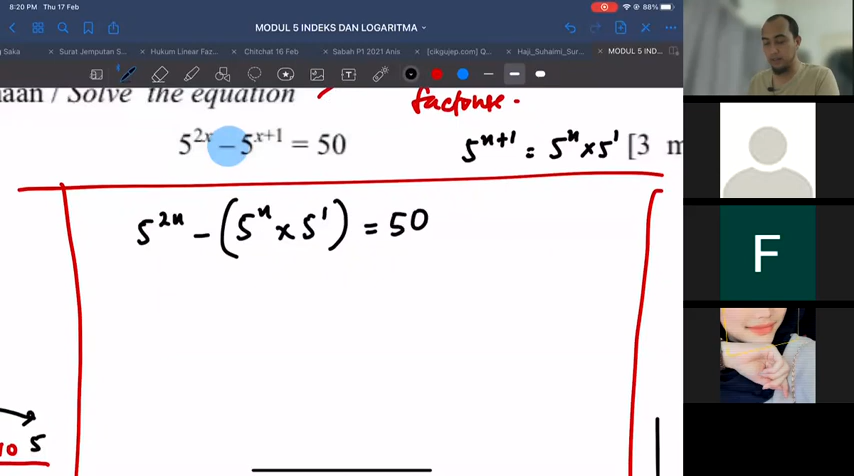 8:20 PM Thu 17 Feb
88%
MODUL 5 INDEKS DAN LOGARITMA
Saka
Surat Jemputan S...
Hukum Linear Faz...
Chitchat 16 Feb
Sabah P1 2021 Anis
[cikgujep.com] Q...
Haji_Suhaimi_Sur...
MODUL 5 IND...
naan / Solve the equation
factorise.
5^{2x} – 5^{x+1} = 50
5^{x+1} = 5^x × 5^1 [3 m
5^{2x} – (5^x × 5^1) = 50
5
F